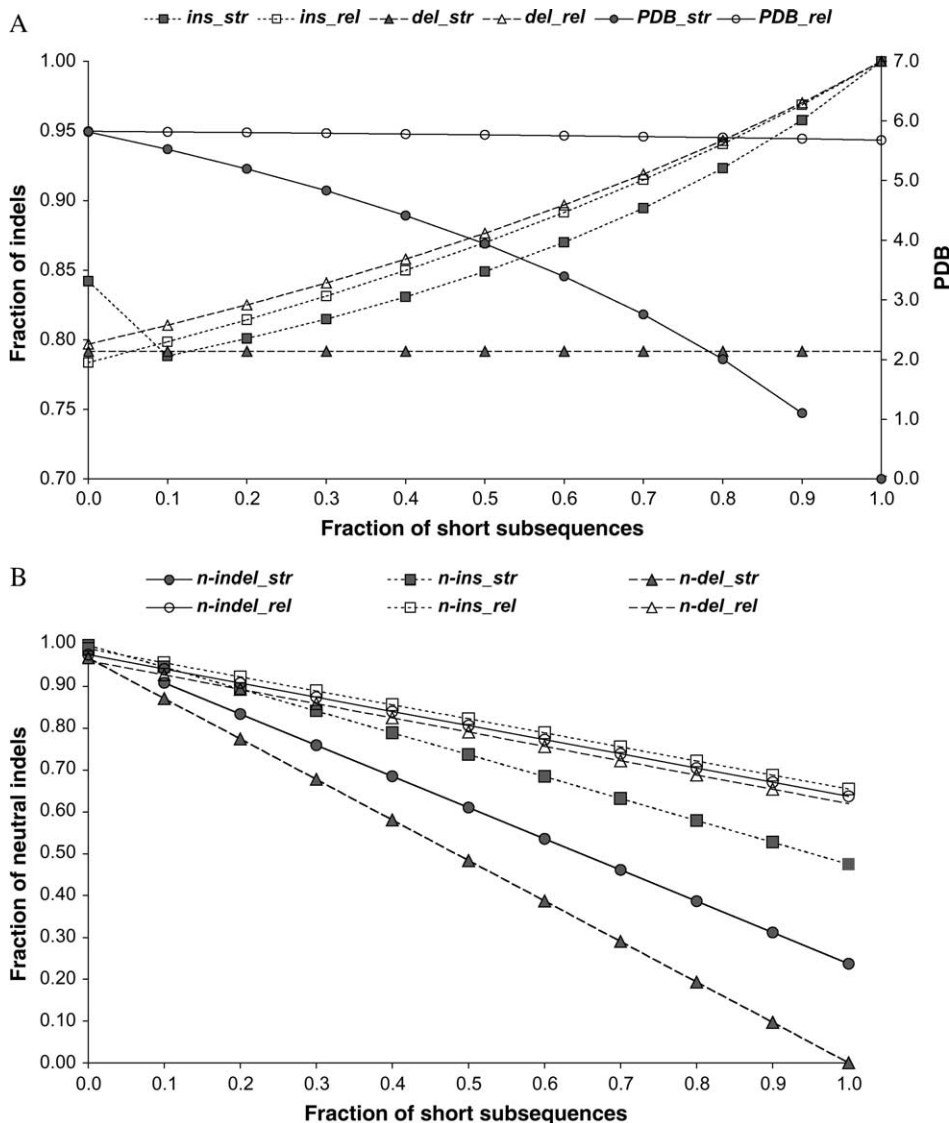 A
ins_str ins_rel del_str del_rel PDB_str PDB_rel
1.00 7.0
0.95 6.0
0.90 5.0
0.85 4.0
0.80 3.0
0.75 2.0
0.70 1.0
0.0
Fraction of indels
PDB
0.0 0.1 0.2 0.3 0.4 0.5 0.6 0.7 0.8 0.9 1.0
Fraction of short subsequences
B
n-indel_str n-ins_str n-del_str
n-indel_rel n-ins_rel n-del_rel
1.00
0.90
0.80
0.70
0.60
0.50
0.40
0.30
0.20
0.10
0.00
Fraction of neutral indels
0.0 0.1 0.2 0.3 0.4 0.5 0.6 0.7 0.8 0.9 1.0
Fraction of short subsequences